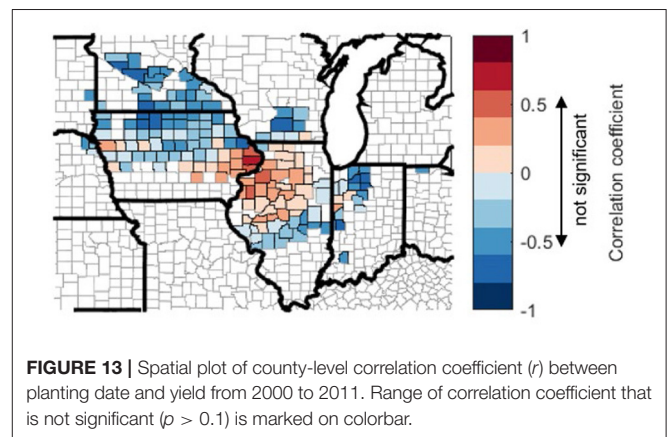 1
0.5
0
-0.5
-1
not significant
Correlation coefficient
FIGURE 13 | Spatial plot of county-level correlation coefficient (r) between
planting date and yield from 2000 to 2011. Range of correlation coefficient that
is not significant (p > 0.1) is marked on colorbar.